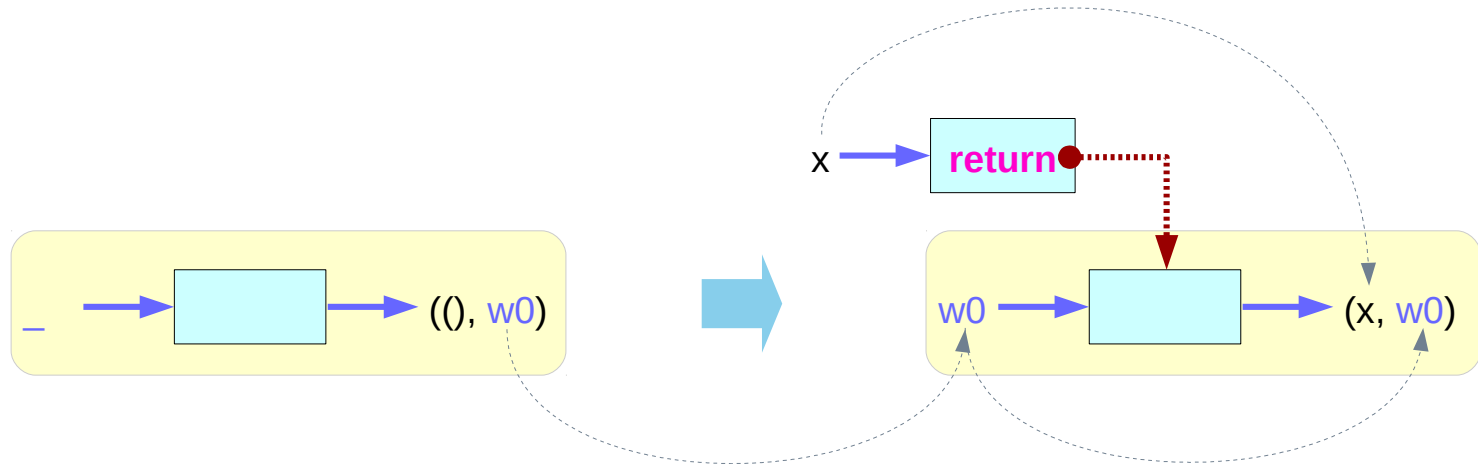 x return
_ ((), w0) w0 (x, w0)